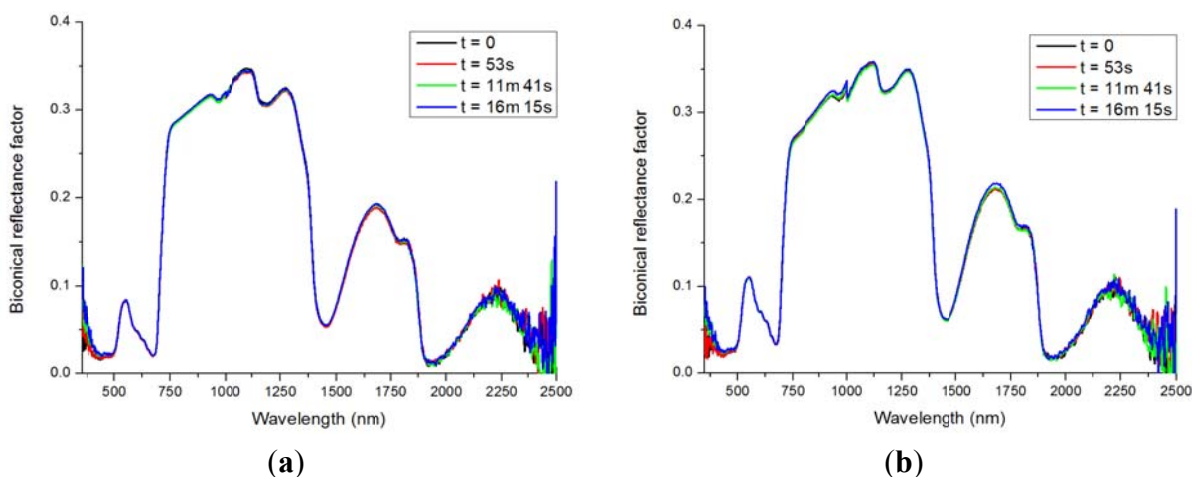 0.4
0.3
0.2
0.1
0.0
Biconical reflectance factor
t = 0
t = 53s
t = 11m 41s
t = 16m 15s
500 750 1000 1250 1500 1750 2000 2250 2500
Wavelength (nm)
(a)
0.4
0.3
0.2
0.1
0.0
Biconical reflectance factor
t = 0
t = 53s
t = 11m 41s
t = 16m 15s
500 750 1000 1250 1500 1750 2000 2250 2500
Wavelength (nm)
(b)